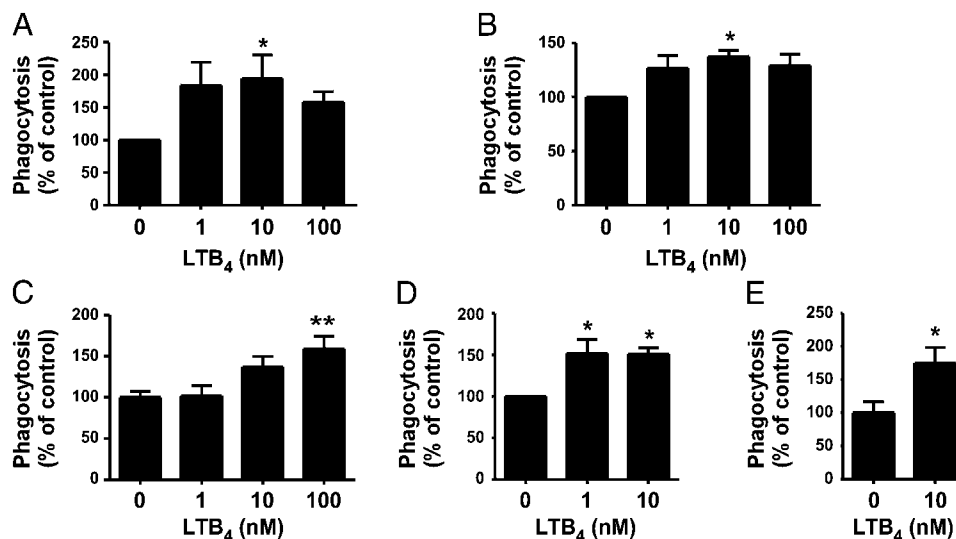 A
Phagocytosis
(% of control)
250
200
150
100
50
0
*
0 1 10 100
LTB₄ (nM)
B
Phagocytosis
(% of control)
150
100
50
0
*
0 1 10 100
LTB₄ (nM)
C
Phagocytosis
(% of control)
200
150
100
50
0
**
0 1 10 100
LTB₄ (nM)
D
Phagocytosis
(% of control)
200
150
100
50
0
* *
0 1 10
LTB₄ (nM)
E
Phagocytosis
(% of control)
250
200
150
100
50
0
*
0 10
LTB₄ (nM)